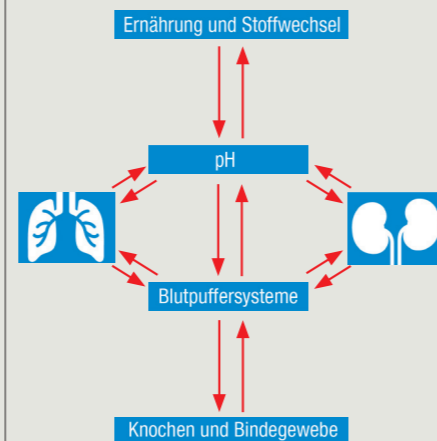 Ernährung und Stoffwechsel
pH
Blutpuffersysteme
Knochen und Bindegewebe